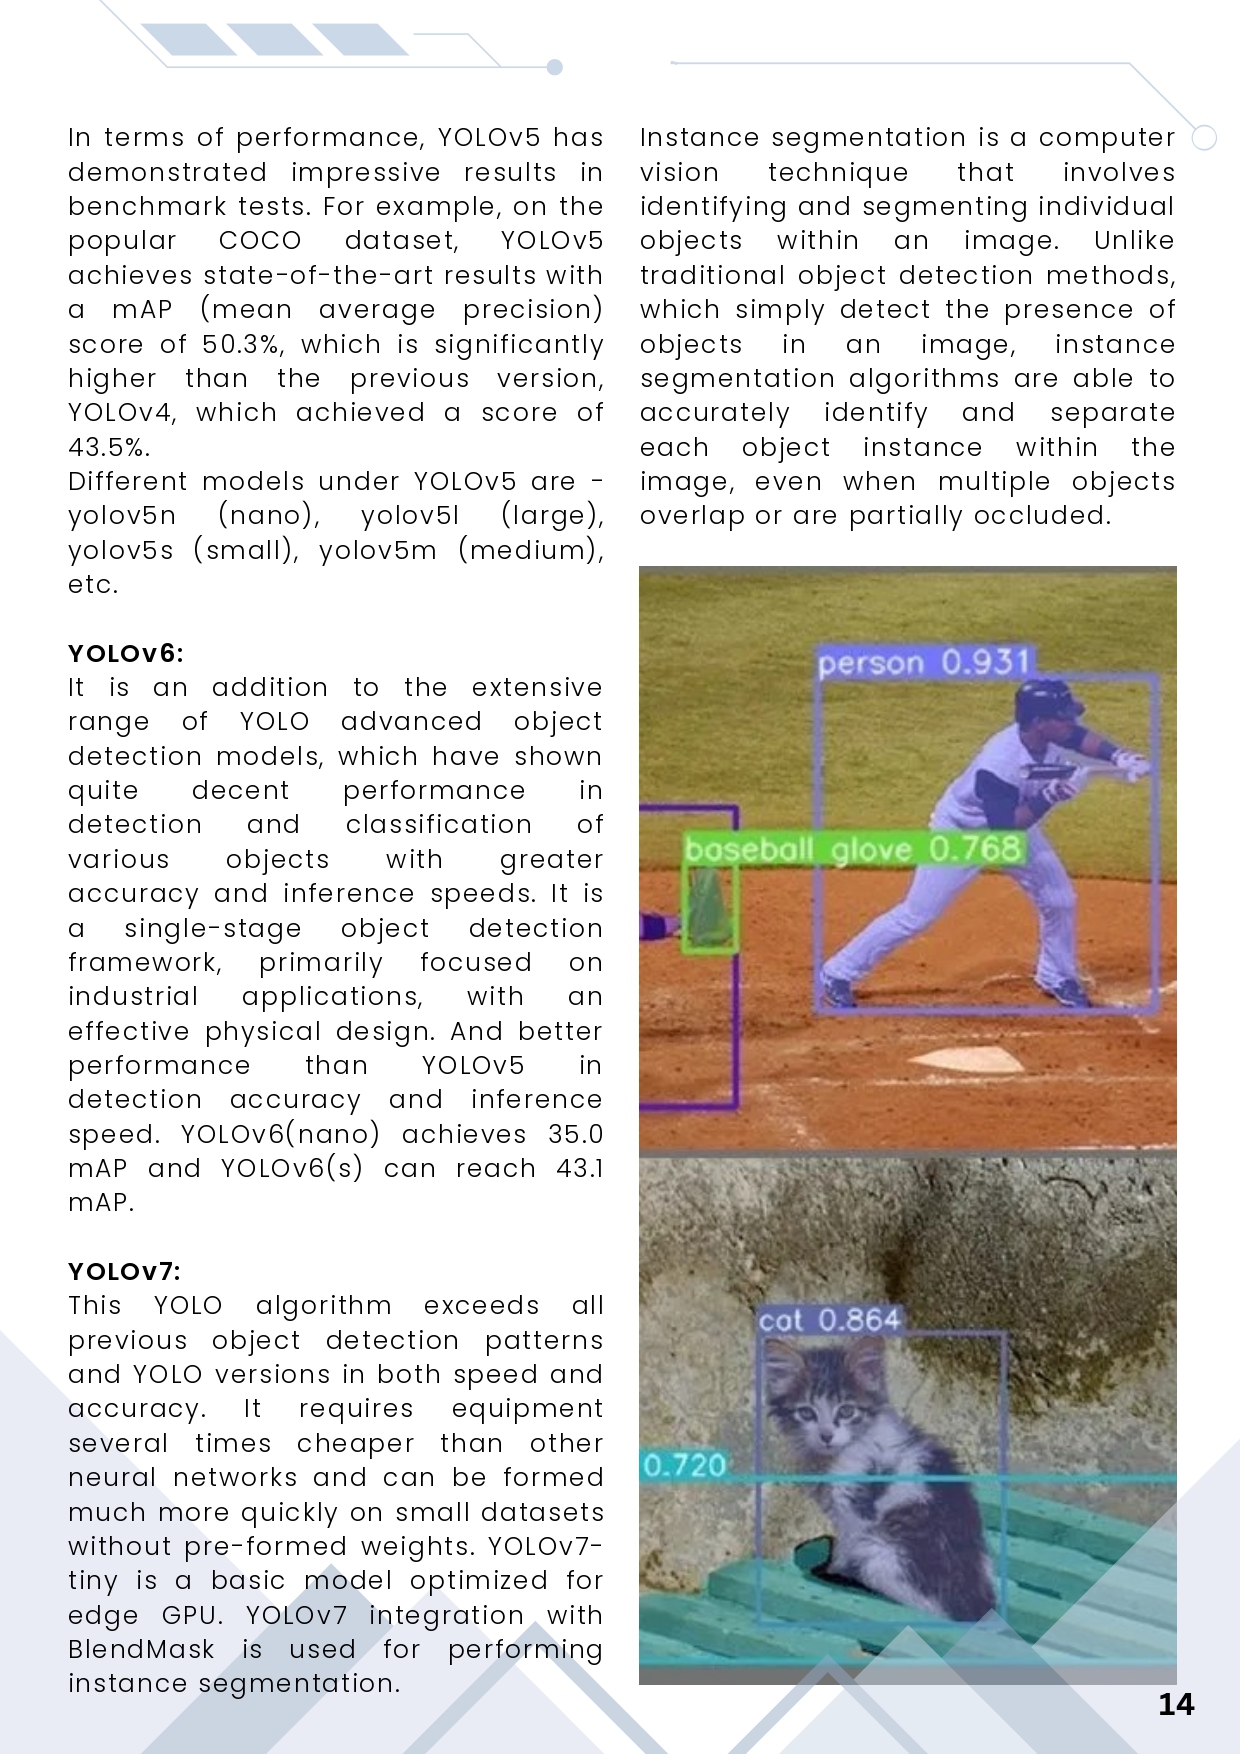 In terms of performance, YOLOv5 has
demonstrated impressive results in
benchmark tests. For example, on the
popular COCO dataset, YOLOv5
achieves state-of-the-art results with
a mAP (mean average precision)
score of 50.3%, which is significantly
higher than the previous version,
YOLOv4, which achieved a score of
43.5%.
Different models under YOLOv5 are -
yolov5n (nano), yolov5l (large),
yolov5s (small), yolov5m (medium),
etc.
YOLOv6:
It is an addition to the extensive
range of YOLO advanced object
detection models, which have shown
quite decent performance in
detection and classification of
various objects with greater
accuracy and inference speeds. It is
a single-stage object detection
framework, primarily focused on
industrial applications, with an
effective physical design. And better
performance than YOLOv5 in
detection accuracy and inference
speed. YOLOv6(nano) achieves 35.0
mAP and YOLOv6(s) can reach 43.1
mAP.
YOLOv7:
This YOLO algorithm exceeds all
previous object detection patterns
and YOLO versions in both speed and
accuracy. It requires equipment
several times cheaper than other
neural networks and can be formed
much more quickly on small datasets
without pre-formed weights. YOLOv7-
tiny is a basic model optimized for
edge GPU. YOLOv7 integration with
BlendMask is used for performing
instance segmentation.
Instance segmentation is a computer
vision technique that involves
identifying and segmenting individual
objects within an image. Unlike
traditional object detection methods,
which simply detect the presence of
objects in an image, instance
segmentation algorithms are able to
accurately identify and separate
each object instance within the
image, even when multiple objects
overlap or are partially occluded.
person 0.931
baseball glove 0.768
cat 0.864
0.720
14